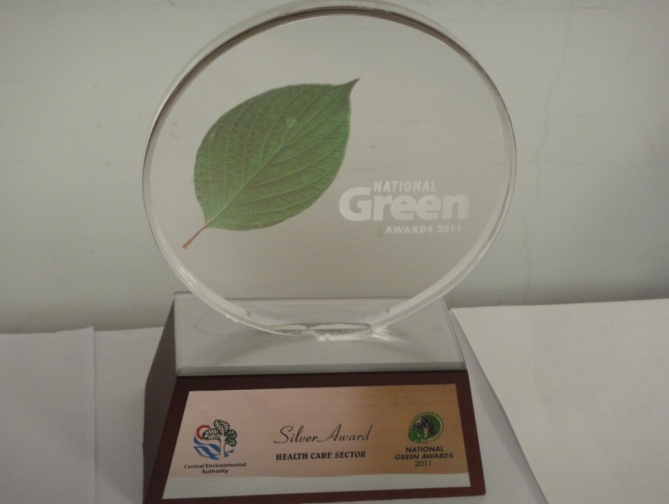 NATIONAL
Green
AWARDS 2011
Silver Award
HEALTH CARE SECTOR
Central Environmental
Authority
NATIONAL
GREEN AWARDS
2011